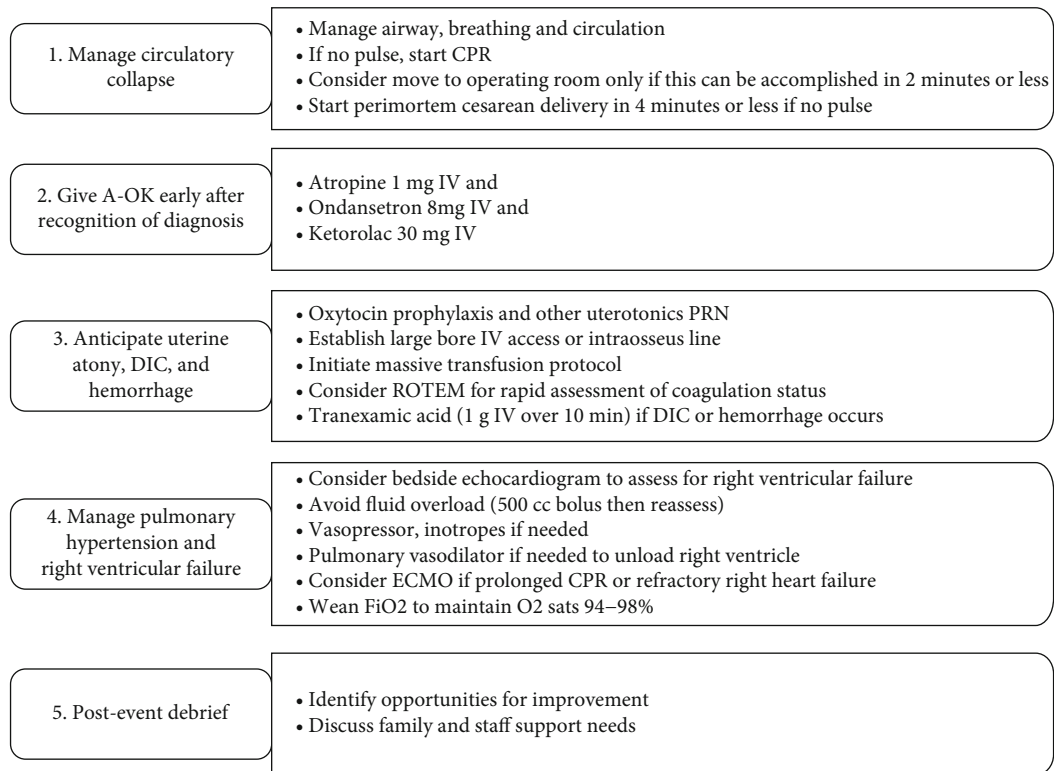 1. Manage circulatory
collapse
• Manage airway, breathing and circulation
• If no pulse, start CPR
• Consider move to operating room only if this can be accomplished in 2 minutes or less
• Start perimortem cesarean delivery in 4 minutes or less if no pulse
2. Give A-OK early after
recognition of diagnosis
• Atropine 1 mg IV and
• Ondansetron 8mg IV and
• Ketorolac 30 mg IV
3. Anticipate uterine
atony, DIC, and
hemorrhage
• Oxytocin prophylaxis and other uterotonics PRN
• Establish large bore IV access or intraosseus line
• Initiate massive transfusion protocol
• Consider ROTEM for rapid assessment of coagulation status
• Tranexamic acid (1 g IV over 10 min) if DIC or hemorrhage occurs
4. Manage pulmonary
hypertension and
right ventricular failure
• Consider bedside echocardiogram to assess for right ventricular failure
• Avoid fluid overload (500 cc bolus then reassess)
• Vasopressor, inotropes if needed
• Pulmonary vasodilator if needed to unload right ventricle
• Consider ECMO if prolonged CPR or refractory right heart failure
• Wean FiO2 to maintain O2 sats 94–98%
5. Post-event debrief
• Identify opportunities for improvement
• Discuss family and staff support needs